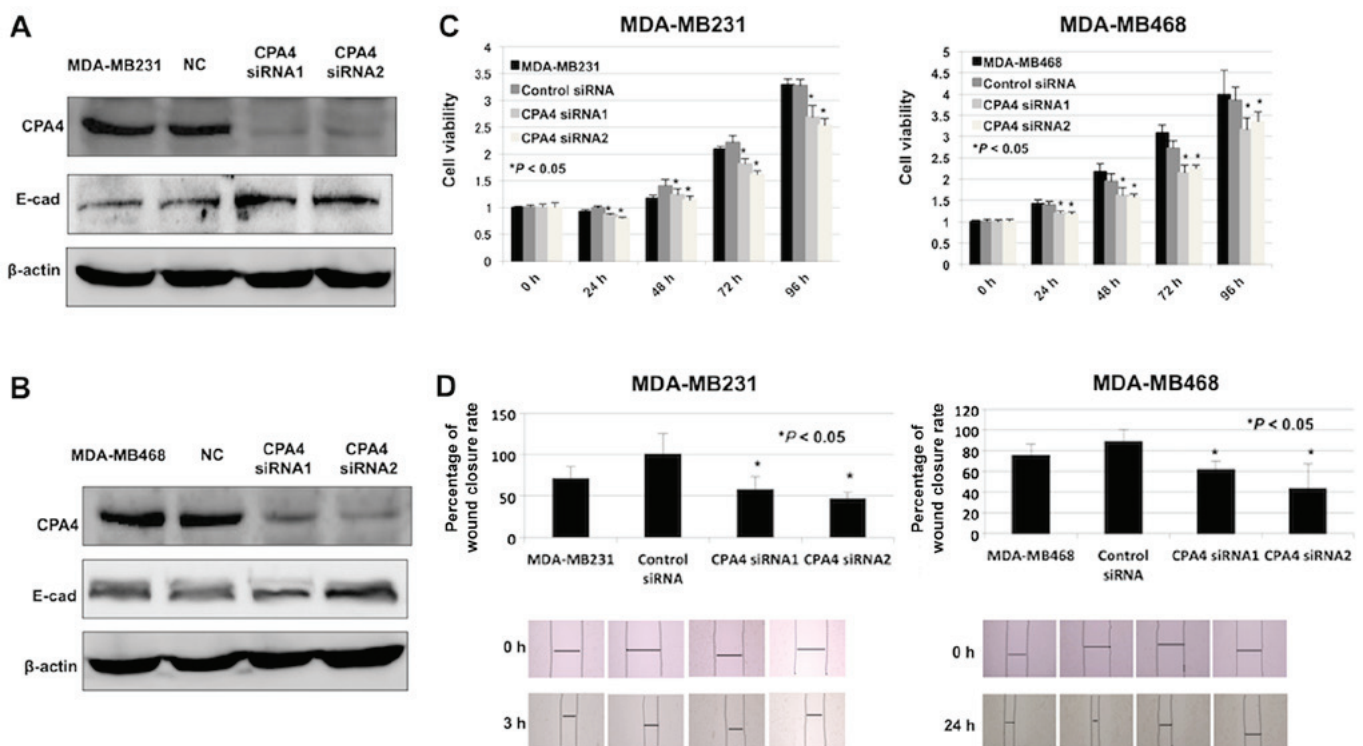 A
MDA-MB231 NC CPA4 siRNA1 CPA4 siRNA2
CPA4
E-cad
β-actin
B
MDA-MB468 NC CPA4 siRNA1 CPA4 siRNA2
CPA4
E-cad
β-actin
C
MDA-MB231
Cell viability
4
3.5
3
2.5
2
1.5
1
0.5
0
MDA-MB231
Control siRNA
CPA4 siRNA1
CPA4 siRNA2
*P < 0.05
* * * * * * * *
0 h 24 h 48 h 72 h 96 h
MDA-MB468
Cell viability
5
4.5
4
3.5
3
2.5
2
1.5
1
0.5
0
MDA-MB468
Control siRNA
CPA4 siRNA1
CPA4 siRNA2
*P < 0.05
* * * * * * * *
0 h 24 h 48 h 72 h 96 h
D
MDA-MB231
Percentage of
wound closure rate
150
100
50
0
*P < 0.05
* *
MDA-MB231 Control siRNA CPA4 siRNA1 CPA4 siRNA2
0 h
3 h
MDA-MB468
Percentage of
wound closure rate
120
100
80
60
40
20
0
*P < 0.05
* *
MDA-MB468 Control siRNA CPA4 siRNA1 CPA4 siRNA2
0 h
24 h